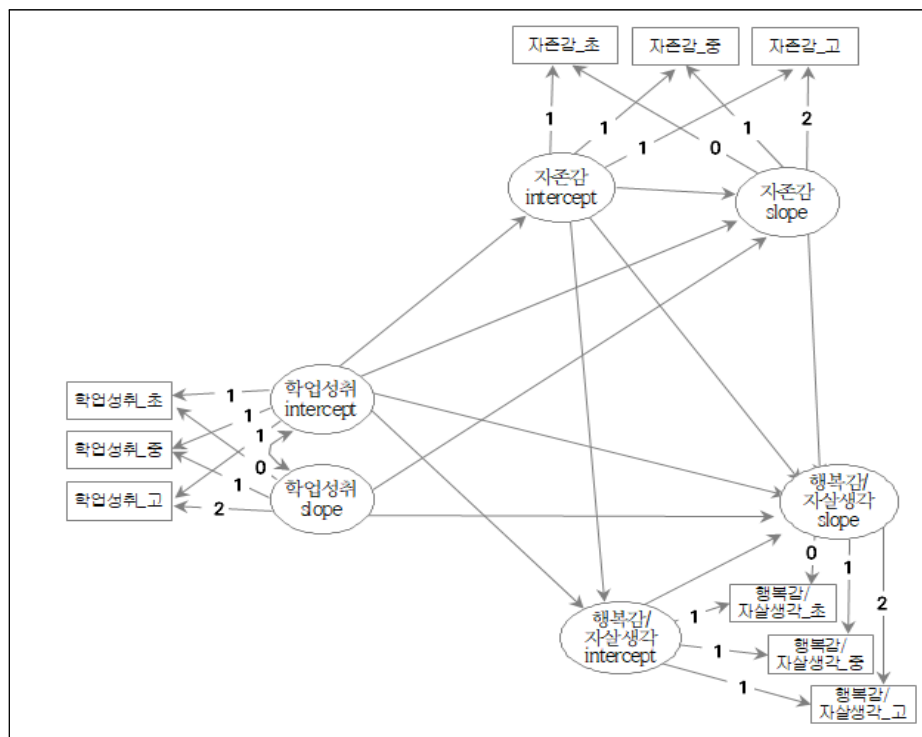 자존감_초
자존감_중
자존감_고
1
1
1
0
1
2
자존감
intercept
자존감
slope
학업성취
intercept
학업성취_초
학업성취_중
학업성취_고
1
1
1
0
1
2
학업성취
slope
행복감/
자살생각
slope
0
1
2
행복감/
자살생각
intercept
1
1
1
행복감/
자살생각_초
행복감/
자살생각_중
행복감/
자살생각_고